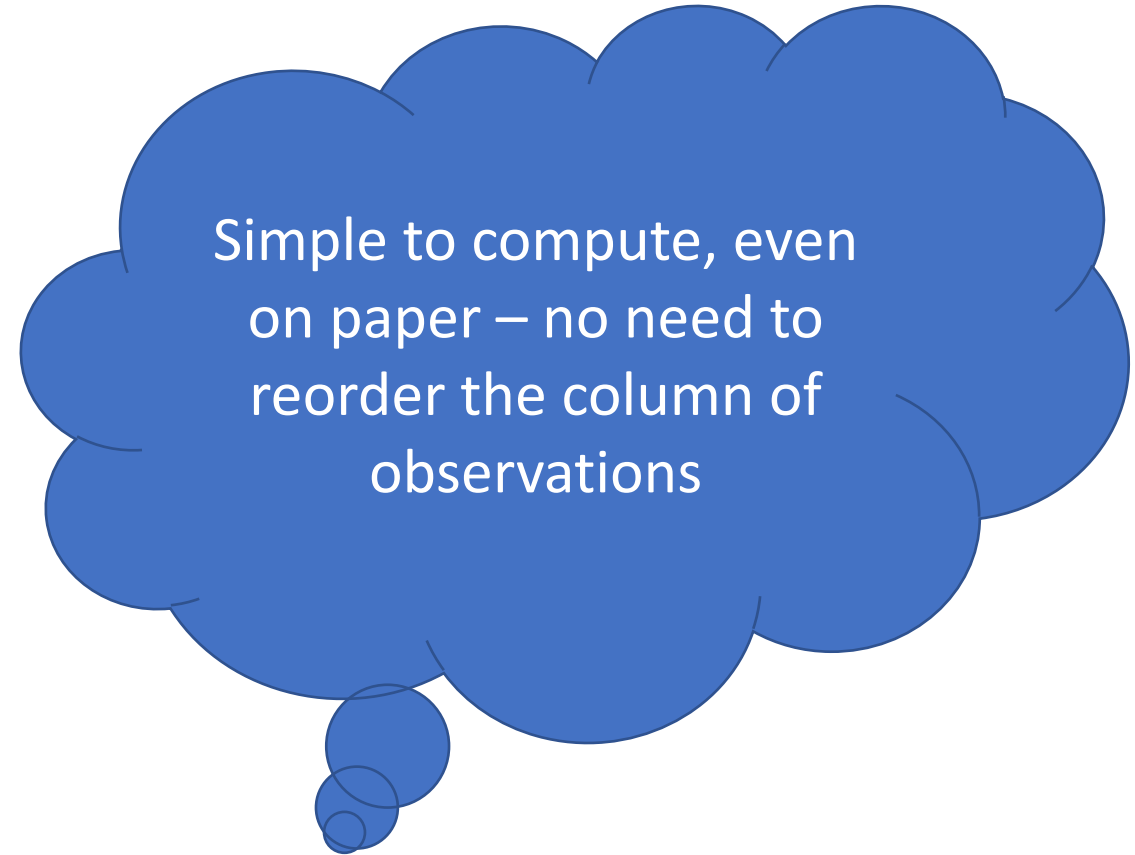 Simple to compute, even
on paper – no need to
reorder the column of
observations